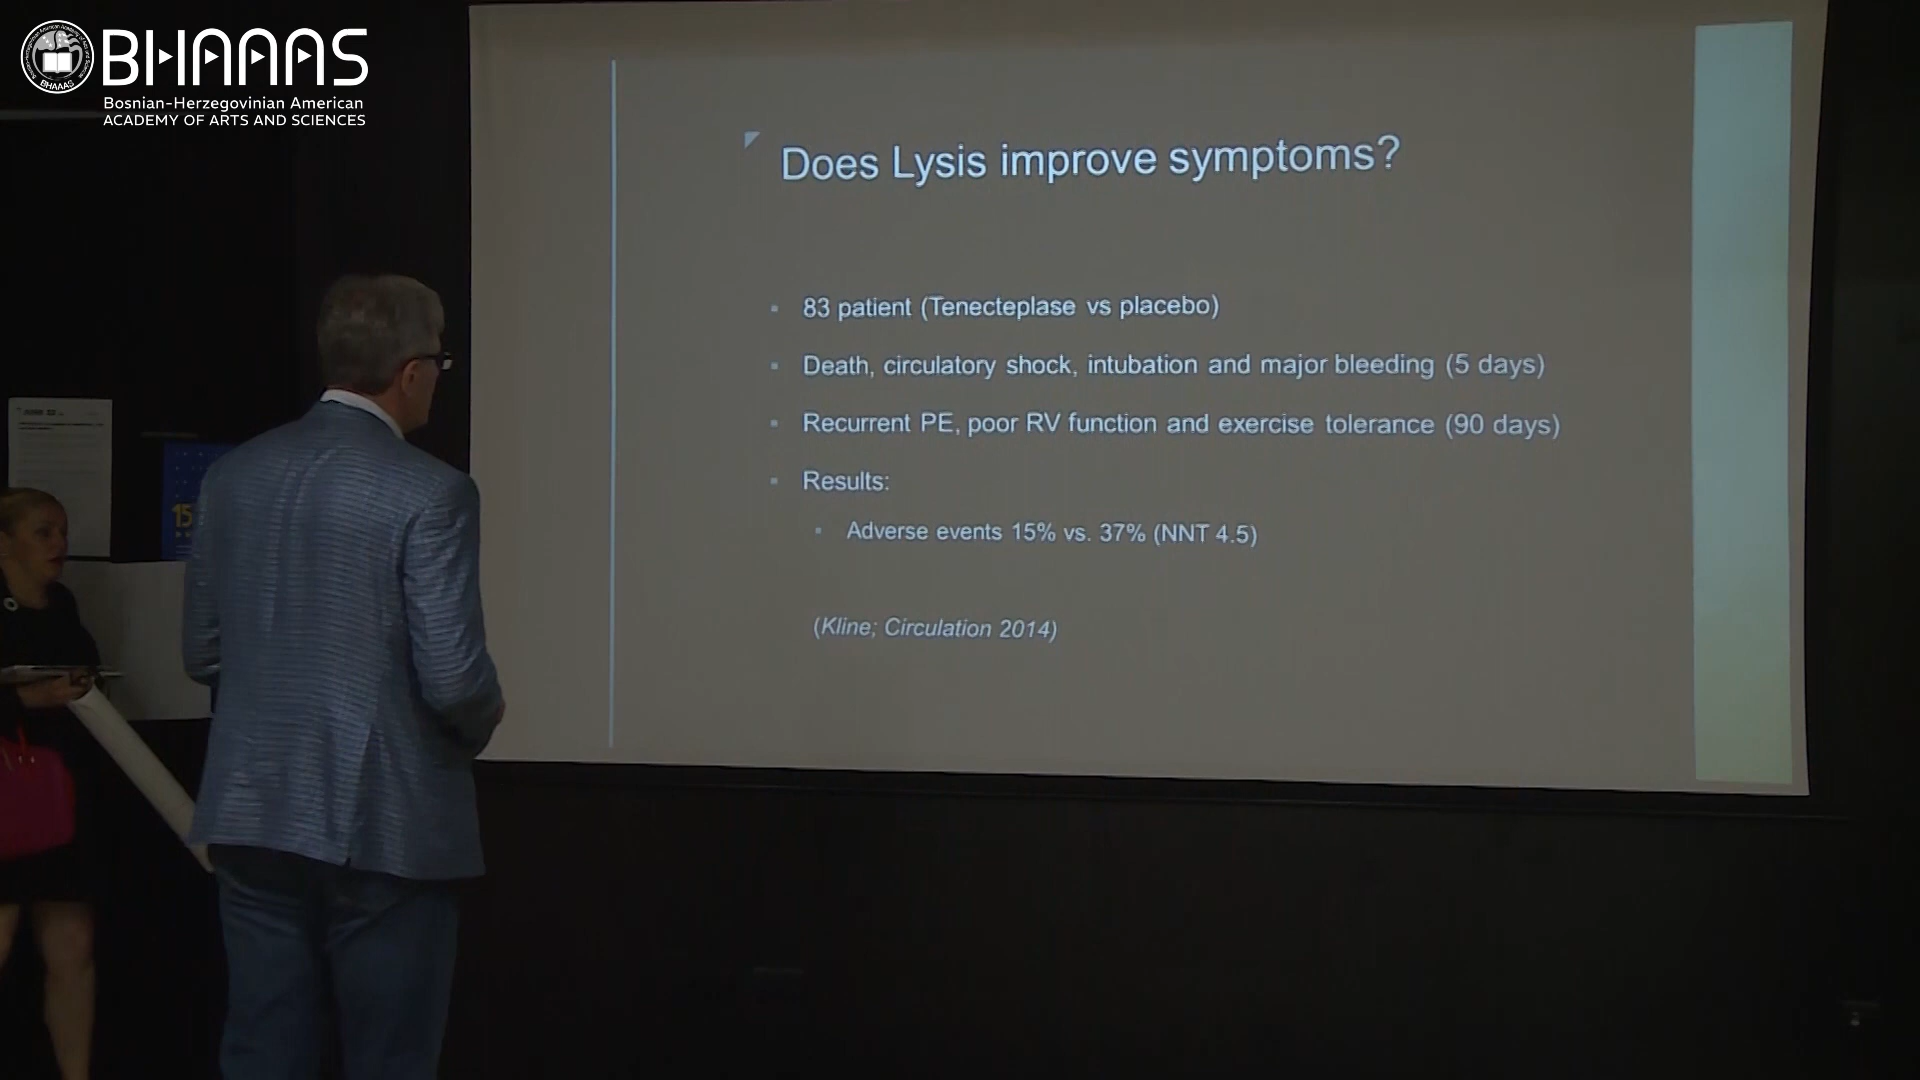 BHAAAS
Bosnian-Herzegovinian American
ACADEMY OF ARTS AND SCIENCES
Does Lysis improve symptoms?
▪ 83 patient (Tenecteplase vs placebo)
▪ Death, circulatory shock, intubation and major bleeding (5 days)
▪ Recurrent PE, poor RV function and exercise tolerance (90 days)
▪ Results:
▪ Adverse events 15% vs. 37% (NNT 4.5)
(Kline; Circulation 2014)
15